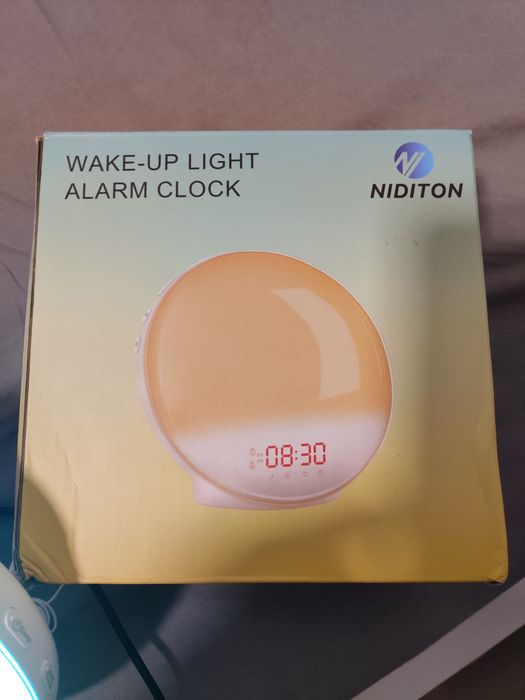 WAKE-UP LIGHT
ALARM CLOCK
NIDITON
08:30